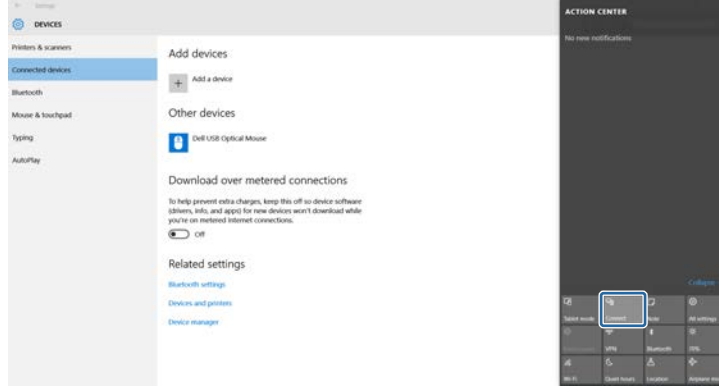 Settings
DEVICES
Printers & scanners
Connected devices
Bluetooth
Mouse & touchpad
Typing
AutoPlay
Add devices
Add a device
Other devices
Dell USB Optical Mouse
Download over metered connections
To help prevent extra charges, keep this off so device software
(drivers, info, and apps) for new devices won't download while
you're on metered Internet connections.
Off
Related settings
Bluetooth settings
Devices and printers
Device manager
ACTION CENTER
No new notifications
Collapse
Tablet mode
Connect
Note
All settings
VPN
Bluetooth
Wi-Fi
Quiet hours
Location
Airplane mode